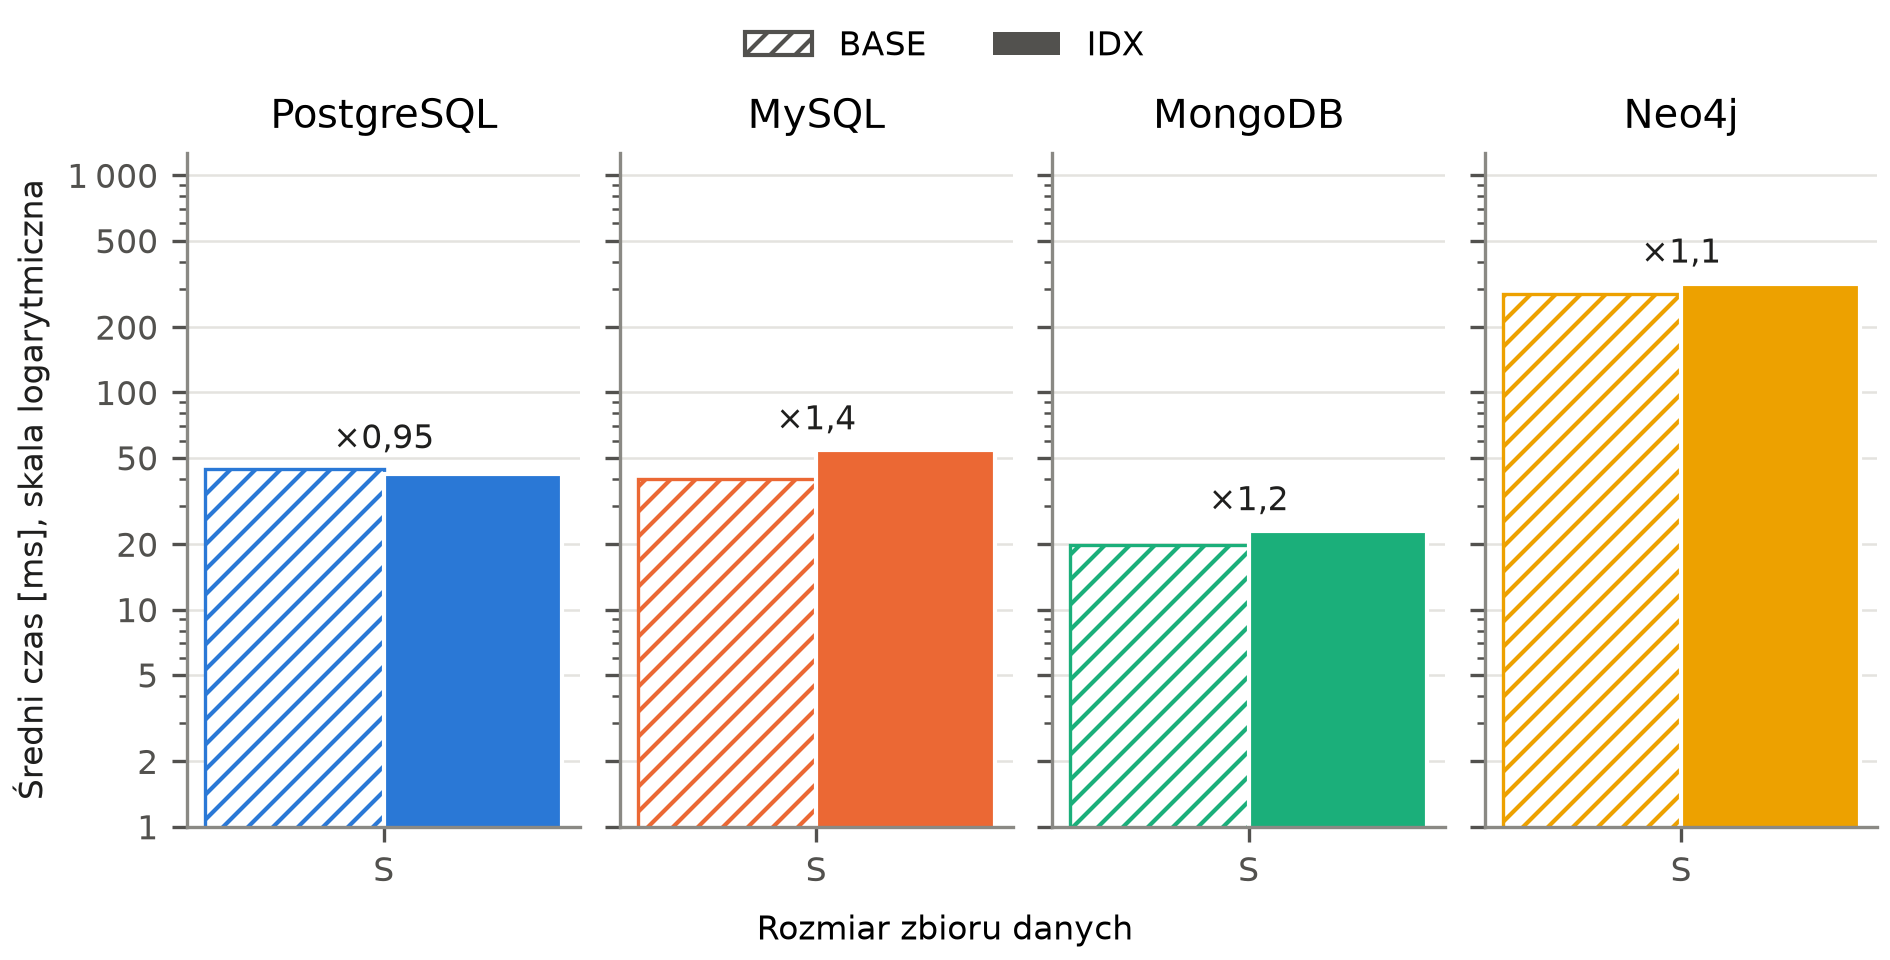 BASE IDX
PostgreSQL MySQL MongoDB Neo4j
Średni czas [ms], skala logarytmiczna
1 000
500
200
100
50
20
10
5
2
1
×0,95
×1,4
×1,2
×1,1
S S S S
Rozmiar zbioru danych